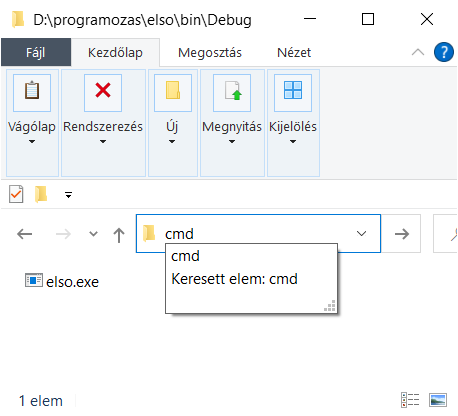 D:\programozas\elso\bin\Debug
Fájl Kezdőlap Megosztás Nézet
Vágólap Rendszerezés Új Megnyitás Kijelölés
cmd
cmd
Keresett elem: cmd
elso.exe
1 elem